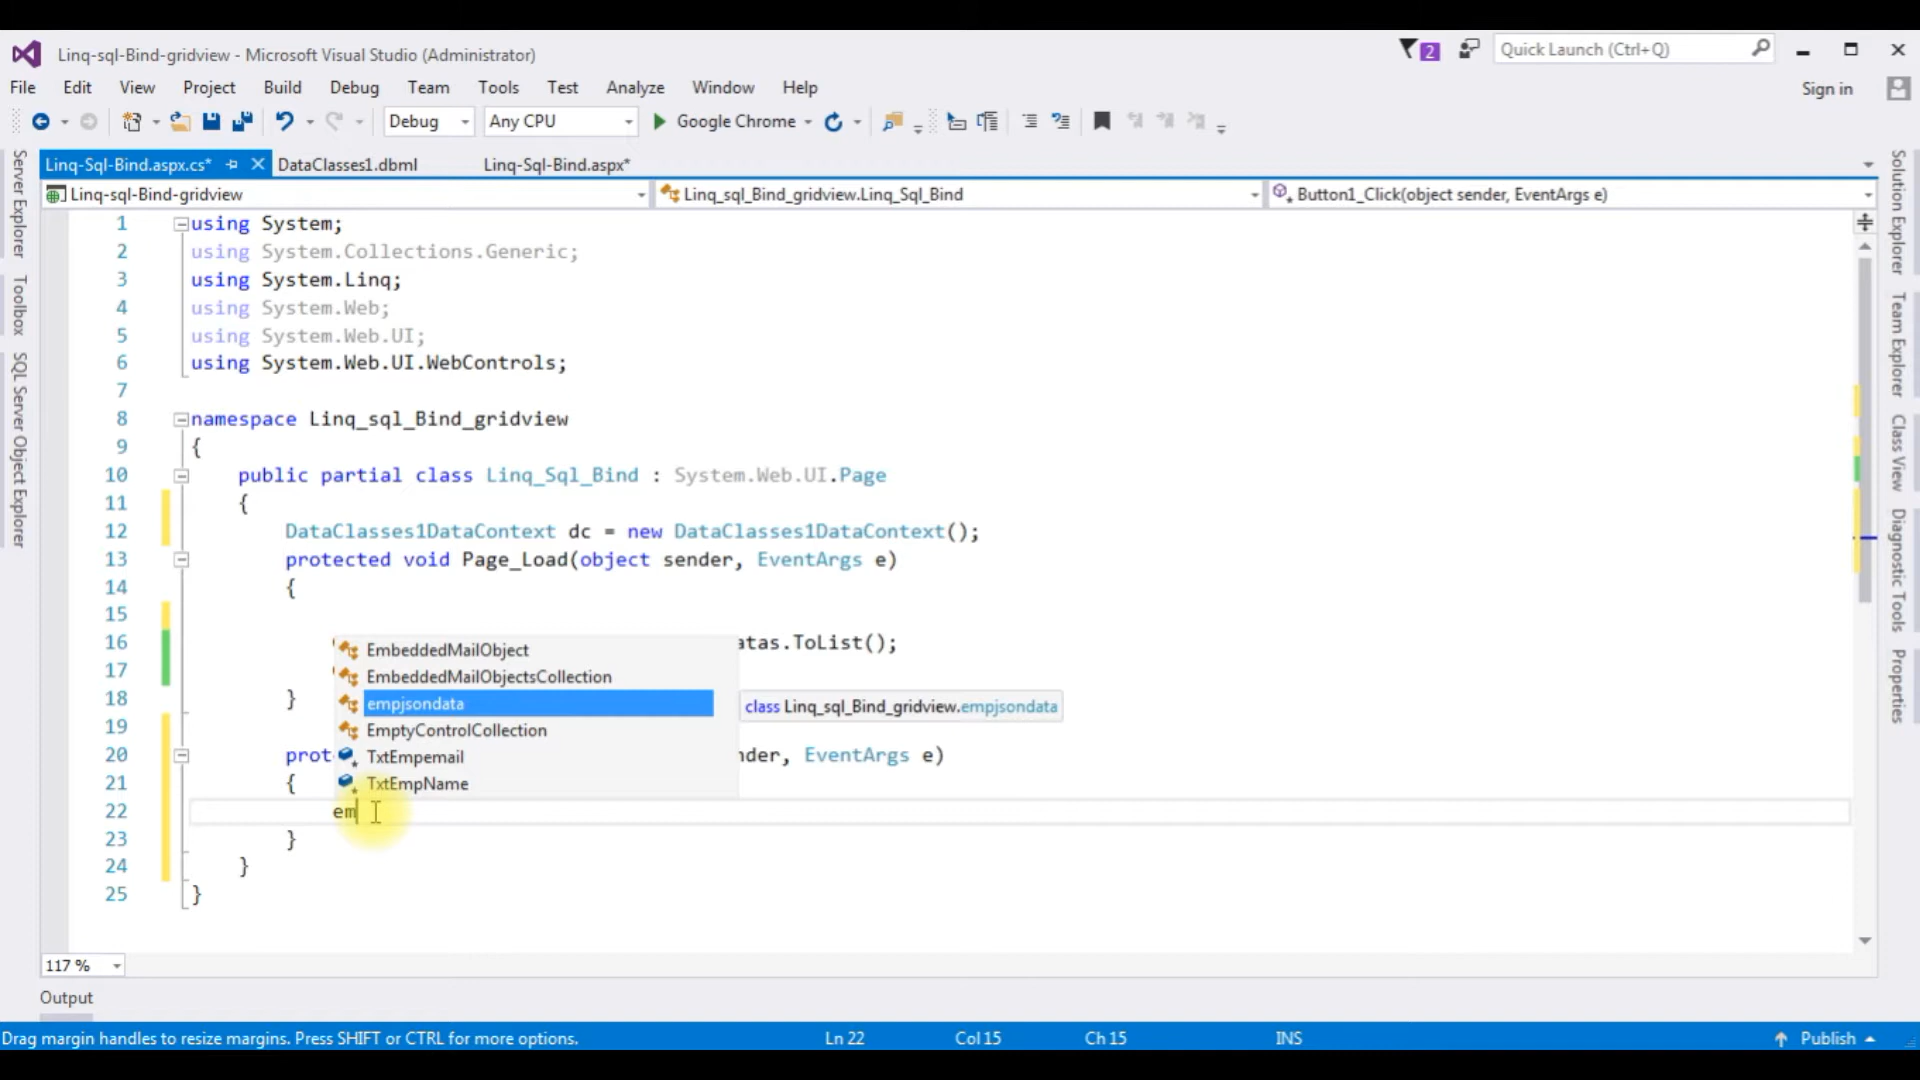 Linq-sql-Bind-gridview - Microsoft Visual Studio (Administrator)
2
Quick Launch (Ctrl+Q)
File Edit View Project Build Debug Team Tools Test Analyze Window Help
Sign in
Debug Any CPU Google Chrome
Linq-Sql-Bind.aspx.cs* DataClasses1.dbml Linq-Sql-Bind.aspx*
Linq-sql-Bind-gridview Linq_sql_Bind_gridview.Linq_Sql_Bind Button1_Click(object sender, EventArgs e)
Server Explorer
Toolbox
SQL Server Object Explorer
1 using System;
2 using System.Collections.Generic;
3 using System.Linq;
4 using System.Web;
5 using System.Web.UI;
6 using System.Web.UI.WebControls;
7
8 namespace Linq_sql_Bind_gridview
9 {
10 public partial class Linq_Sql_Bind : System.Web.UI.Page
11 {
12 DataClasses1DataContext dc = new DataClasses1DataContext();
13 protected void Page_Load(object sender, EventArgs e)
14 {
15
16 atas.ToList();
17
18 }
19
20 prot nder, EventArgs e)
21 {
22 em
23 }
24 }
25 }
EmbeddedMailObject
EmbeddedMailObjectsCollection
empjsondata
EmptyControlCollection
TxtEmpemail
TxtEmpName
class Linq_sql_Bind_gridview.empjsondata
Solution Explorer
Team Explorer
Class View
Diagnostic Tools
Properties
117 %
Output
Drag margin handles to resize margins. Press SHIFT or CTRL for more options. Ln 22 Col 15 Ch 15 INS Publish